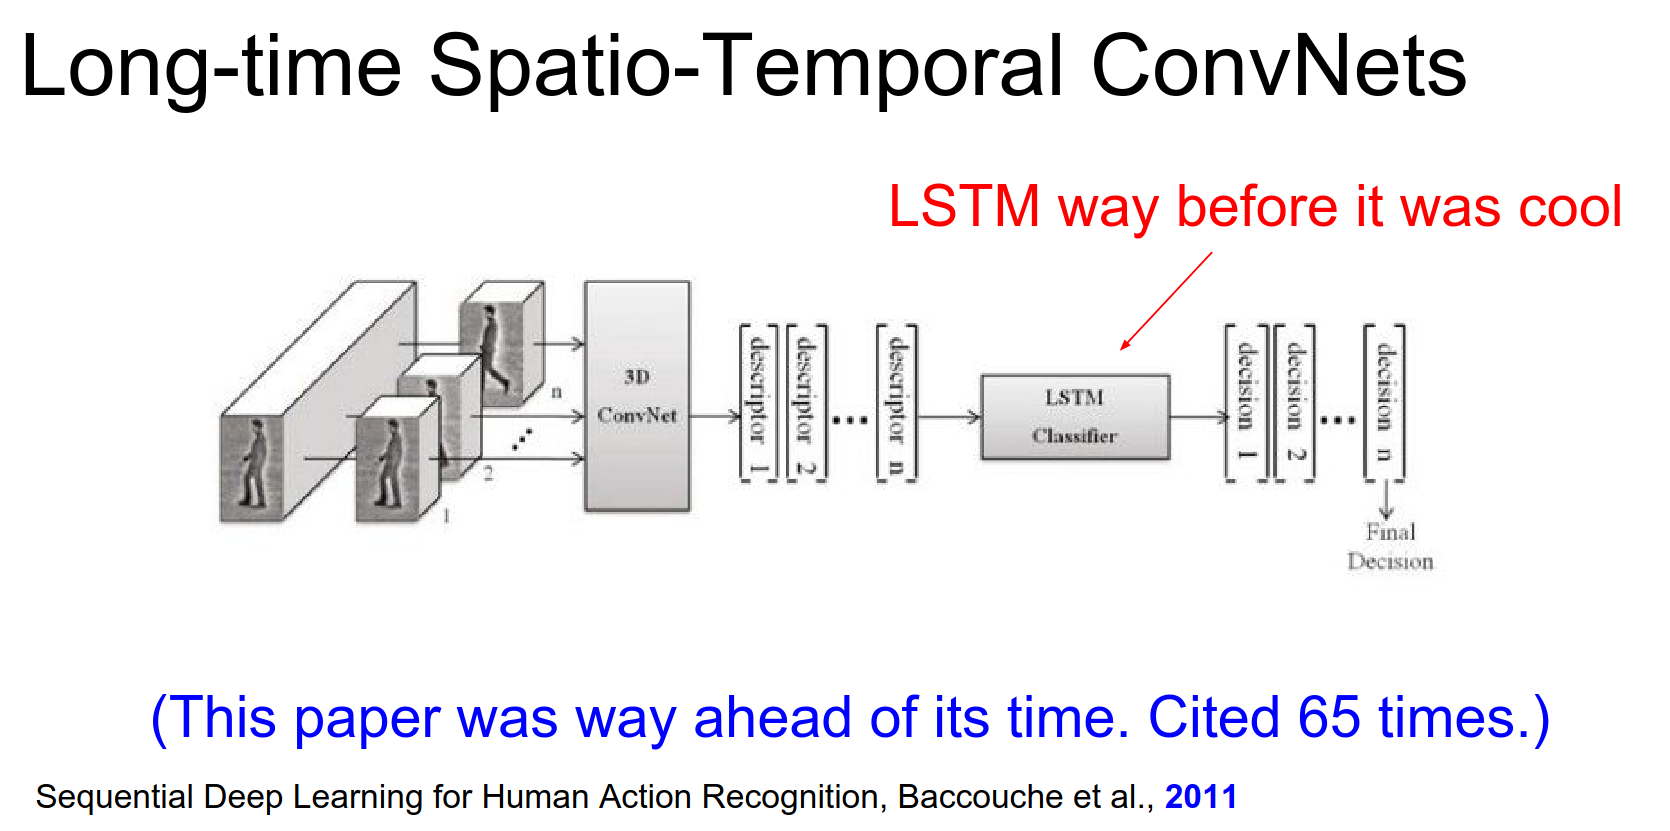 Long-time Spatio-Temporal ConvNets
LSTM way before it was cool
n
2
1
3D
ConvNet
descriptor 1
descriptor 2
...
descriptor n
LSTM
Classifier
decision 1
decision 2
...
decision n
Final
Decision
(This paper was way ahead of its time. Cited 65 times.)
Sequential Deep Learning for Human Action Recognition, Baccouche et al., 2011